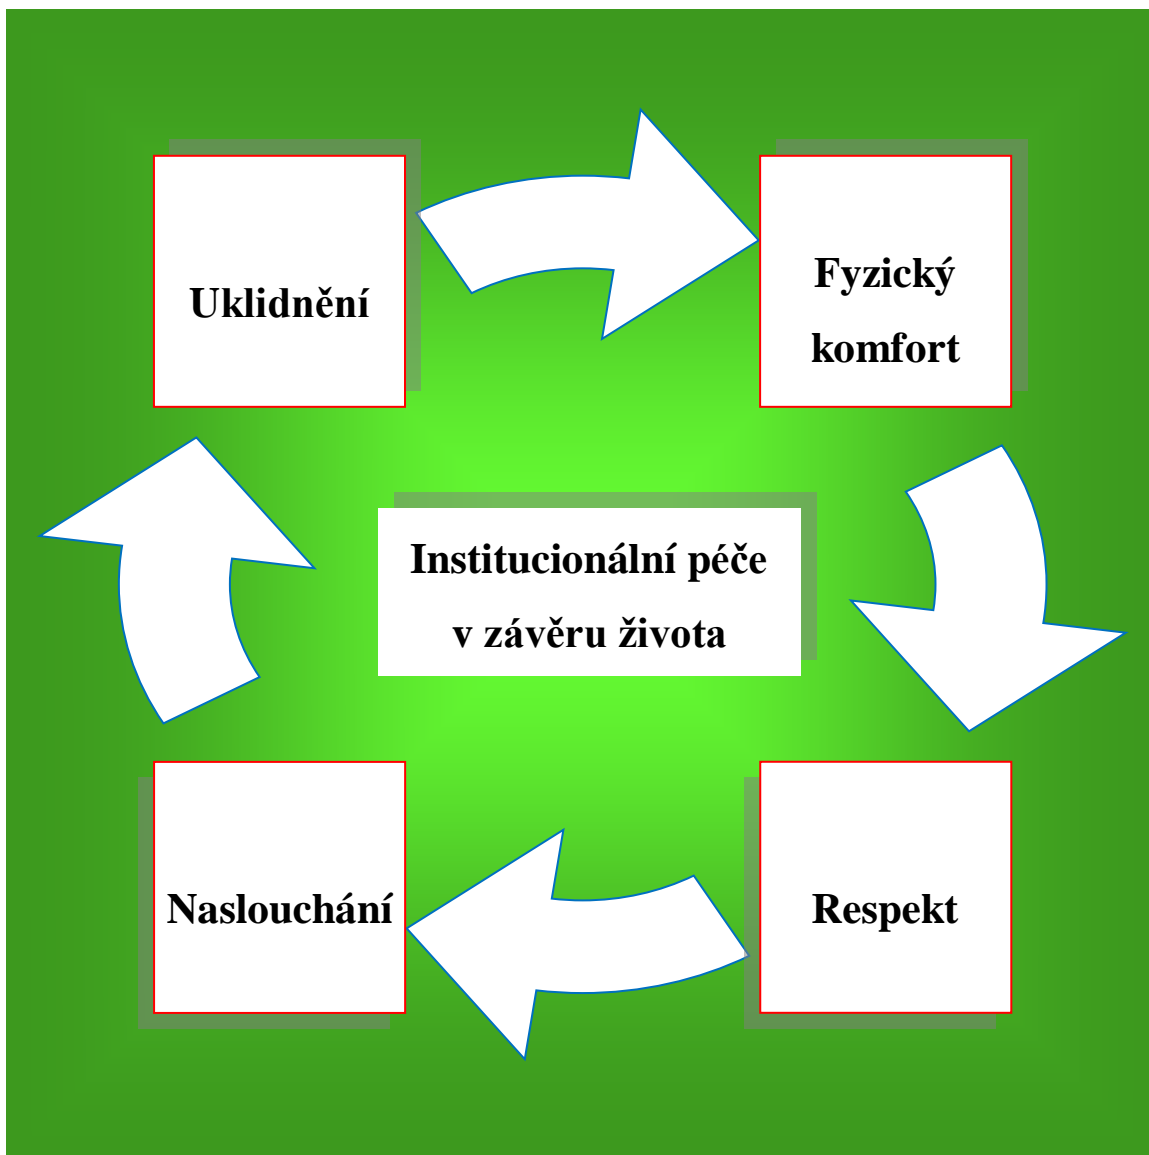 Uklidnění
Fyzický
komfort
Institucionální péče
v závěru života
Naslouchání
Respekt